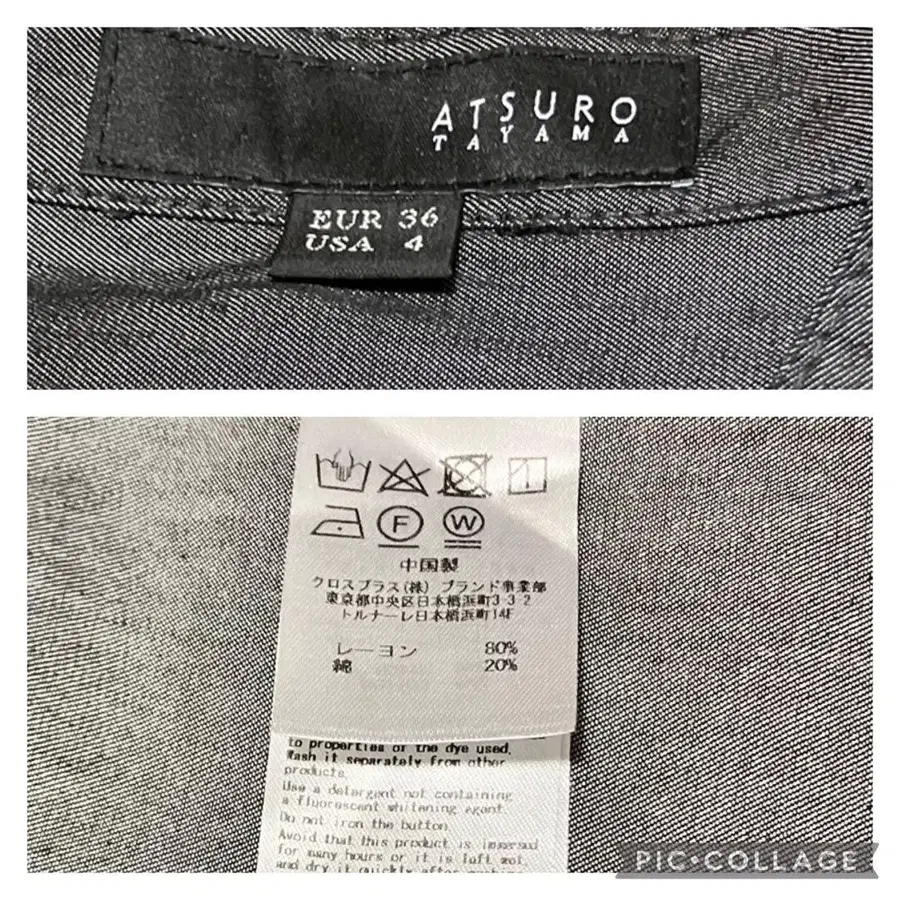 ATSURO
TAYAMA
EUR 36
USA 4
F
W
中国製
クロスプラス(株) ブランド事業部
東京都中央区日本橋浜町3-3-2
トルナーレ日本橋浜町14F
レーヨン 80%
綿 20%
to properties of the dye used.
Wash it separately from other
products.
Use a detergent not containing
a fluorescent whitening agent.
Do not iron the button.
Avoid that this product is immersed
for many hours or it is left wet
and dry it quickly after
PIC•COLLAGE